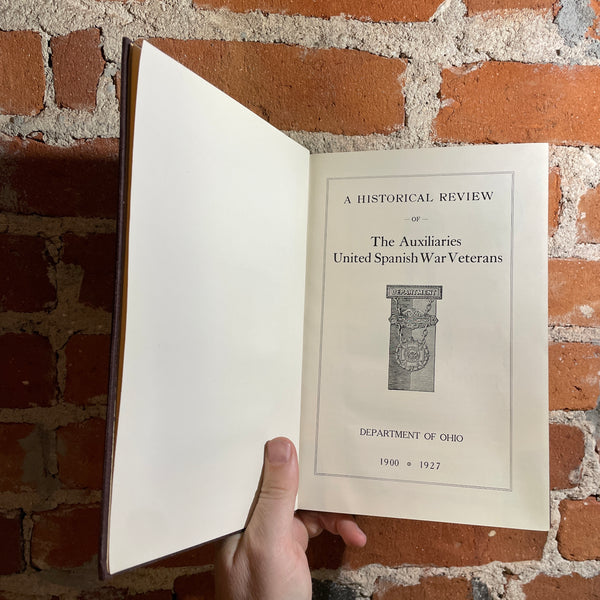 A HISTORICAL REVIEW
— OF —
The Auxiliaries
United Spanish War Veterans
DEPARTMENT
DEPARTMENT OF OHIO
1900 ¤ 1927